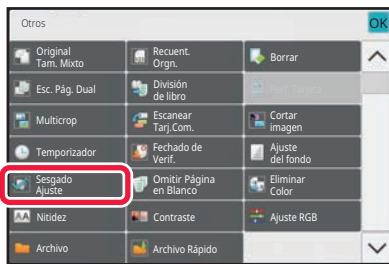 Otros
OK
Original
Tam. Mixto
Recuent.
Orgn.
Borrar
Esc. Pág. Dual
División
de libro
Multicrop
Escanear
Tarj.Com.
Cortar
imagen
Temporizador
Fechado de
Verif.
Ajuste
del fondo
Sesgado
Ajuste
Omitir Página
en Blanco
Eliminar
Color
Nitidez
Contraste
Ajuste RGB
Archivo
Archivo Rápido